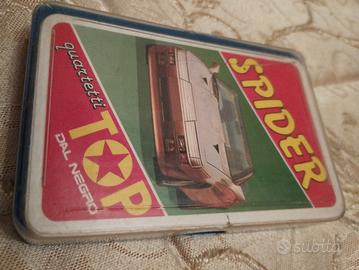 SPIDER
quartetti
TOP
DAL NEGRO
subito